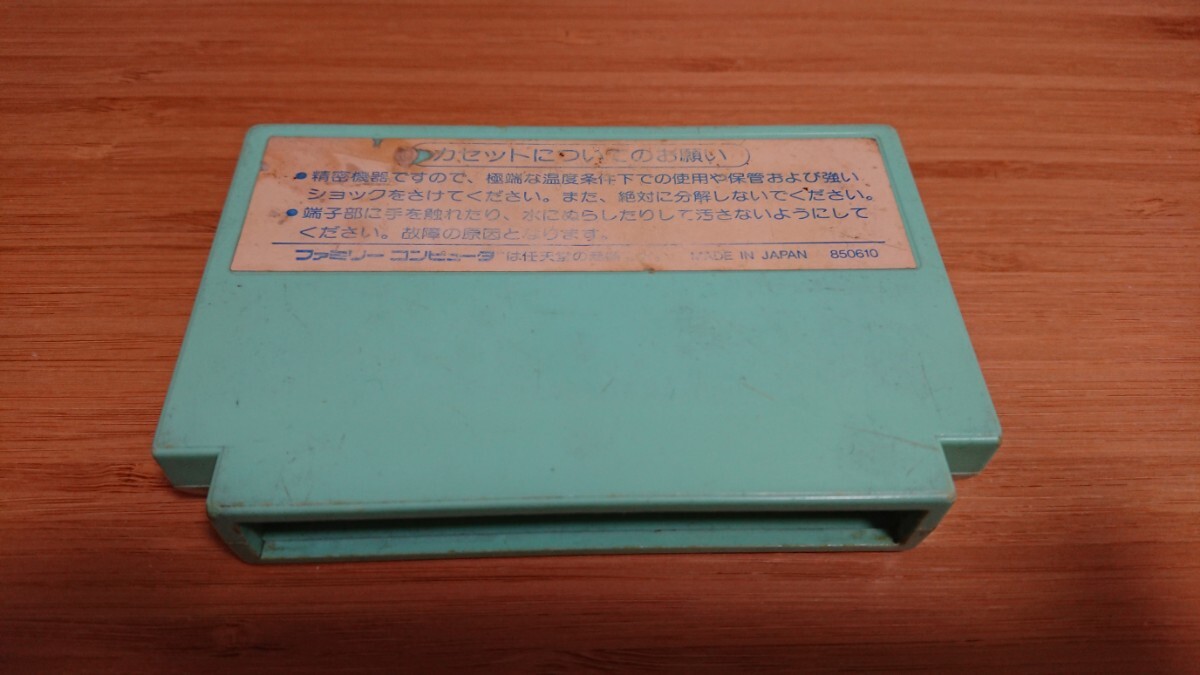 カセットについてのお願い
●精密機器ですので、極端な温度条件下での使用や保管および強い
ショックをさけてください。また、絶対に分解しないでください。
●端子部に手を触れたり、水にぬらしたりして汚さないようにして
ください。故障の原因となります。
ファミリー コンピュータは任天堂の MADE IN JAPAN 850610